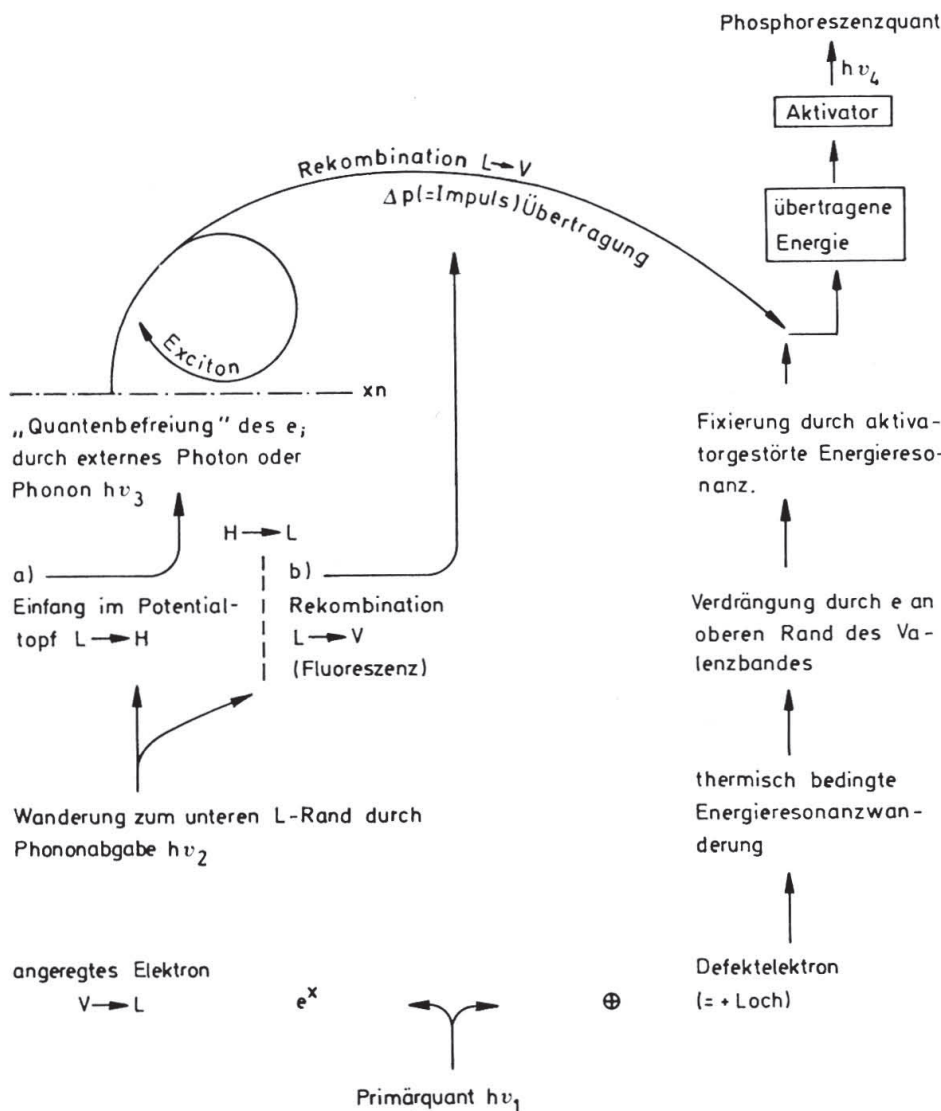 Phosphoreszenzquant
hν₄
Aktivator
Rekombination L→V
Δp(=Impuls)Übertragung
übertragene
Energie
Exciton
xn
„Quantenbefreiung" des e;
durch externes Photon oder
Phonon hν₃
Fixierung durch aktiva-
torgestörte Energiereso-
nanz.
H→L
a)
Einfang im Potential-
topf L→H
b)
Rekombination
L→V
(Fluoreszenz)
Verdrängung durch e an
oberen Rand des Va-
lenzbandes
Wanderung zum unteren L-Rand durch
Phononabgabe hν₂
thermisch bedingte
Energieresonanzwan-
derung
angeregtes Elektron
V→L
eˣ
⊕
Defektelektron
(= + Loch)
Primärquant hν₁